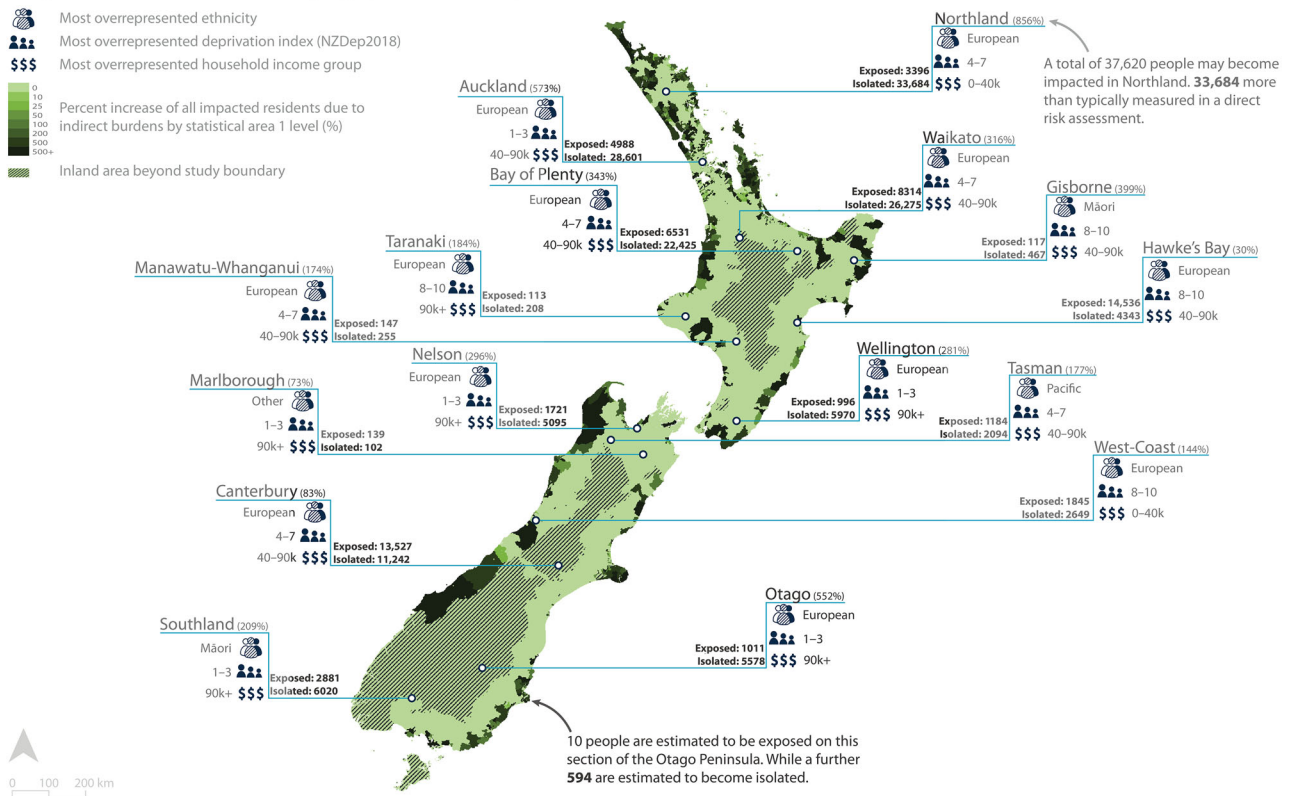 Most overrepresented ethnicity
Most overrepresented deprivation index (NZDep2018)
$$$ Most overrepresented household income group
0
10
25
50
100
200
500
500+
Percent increase of all impacted residents due to
indirect burdens by statistical area 1 level (%)
Inland area beyond study boundary
Northland (856%)
European
4–7
$$$ 0–40k
Exposed: 3396
Isolated: 33,684
A total of 37,620 people may become
impacted in Northland. 33,684 more
than typically measured in a direct
risk assessment.
Auckland (573%)
European
1–3
40–90k $$$
Exposed: 4988
Isolated: 28,601
Waikato (316%)
European
4–7
$$$ 40–90k
Exposed: 8314
Isolated: 26,275
Bay of Plenty (343%)
European
4–7
40–90k $$$
Exposed: 6531
Isolated: 22,425
Gisborne (399%)
Māori
8–10
$$$ 40–90k
Exposed: 117
Isolated: 467
Taranaki (184%)
European
8–10
90k+ $$$
Exposed: 113
Isolated: 208
Hawke's Bay (30%)
European
8–10
$$$ 40–90k
Exposed: 14,536
Isolated: 4343
Manawatu-Whanganui (174%)
European
4–7
40–90k $$$
Exposed: 147
Isolated: 255
Nelson (296%)
European
1–3
90k+ $$$
Exposed: 1721
Isolated: 5095
Wellington (281%)
European
1–3
$$$ 90k+
Exposed: 996
Isolated: 5970
Tasman (177%)
Pacific
4–7
$$$ 40–90k
Exposed: 1184
Isolated: 2094
Marlborough (73%)
Other
1–3
90k+ $$$
Exposed: 139
Isolated: 102
West-Coast (144%)
European
8–10
$$$ 0–40k
Exposed: 1845
Isolated: 2649
Canterbury (83%)
European
4–7
40–90k $$$
Exposed: 13,527
Isolated: 11,242
Otago (552%)
European
1–3
$$$ 90k+
Exposed: 1011
Isolated: 5578
Southland (209%)
Māori
1–3
90k+ $$$
Exposed: 2881
Isolated: 6020
10 people are estimated to be exposed on this
section of the Otago Peninsula. While a further
594 are estimated to become isolated.
0 100 200 km